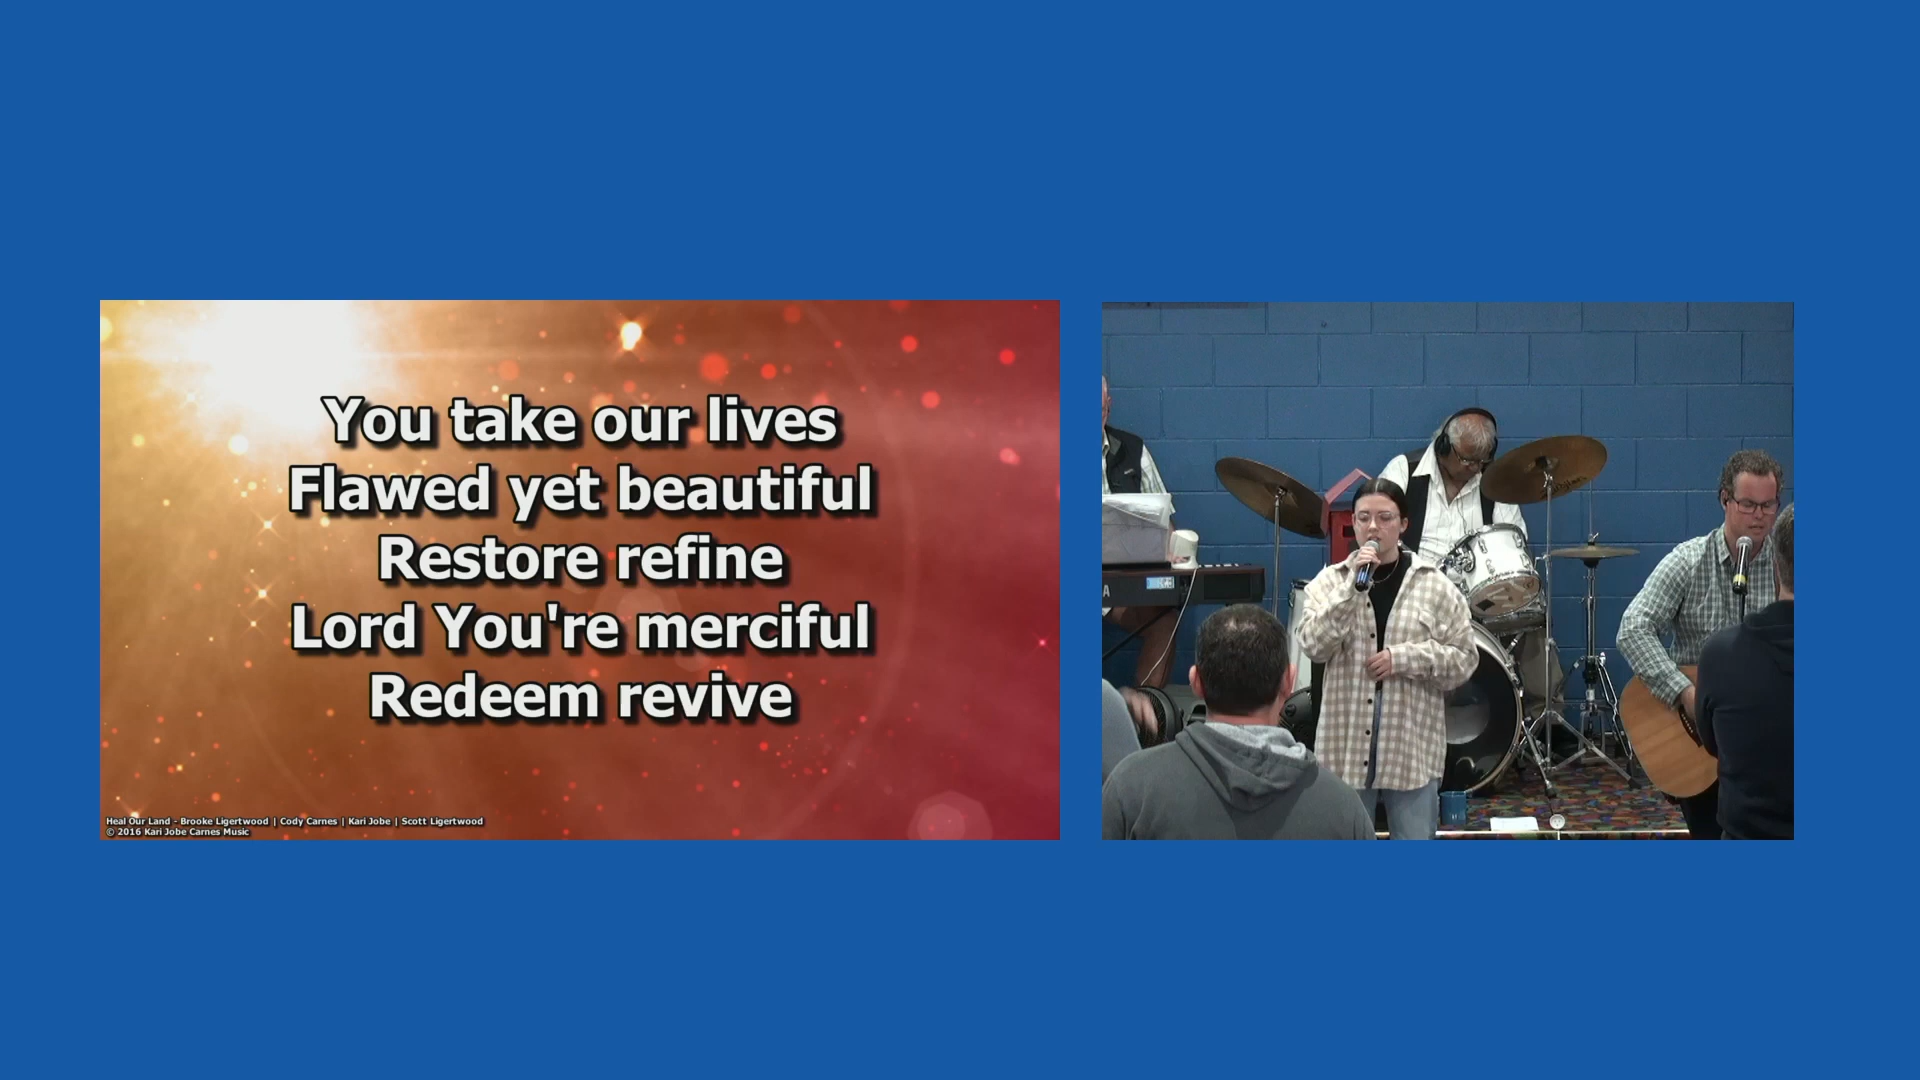 You take our lives
Flawed yet beautiful
Restore refine
Lord You're merciful
Redeem revive
Heal Our Land - Brooke Ligertwood | Cody Carnes | Kari Jobe | Scott Ligertwood
© 2016 Kari Jobe Carnes Music